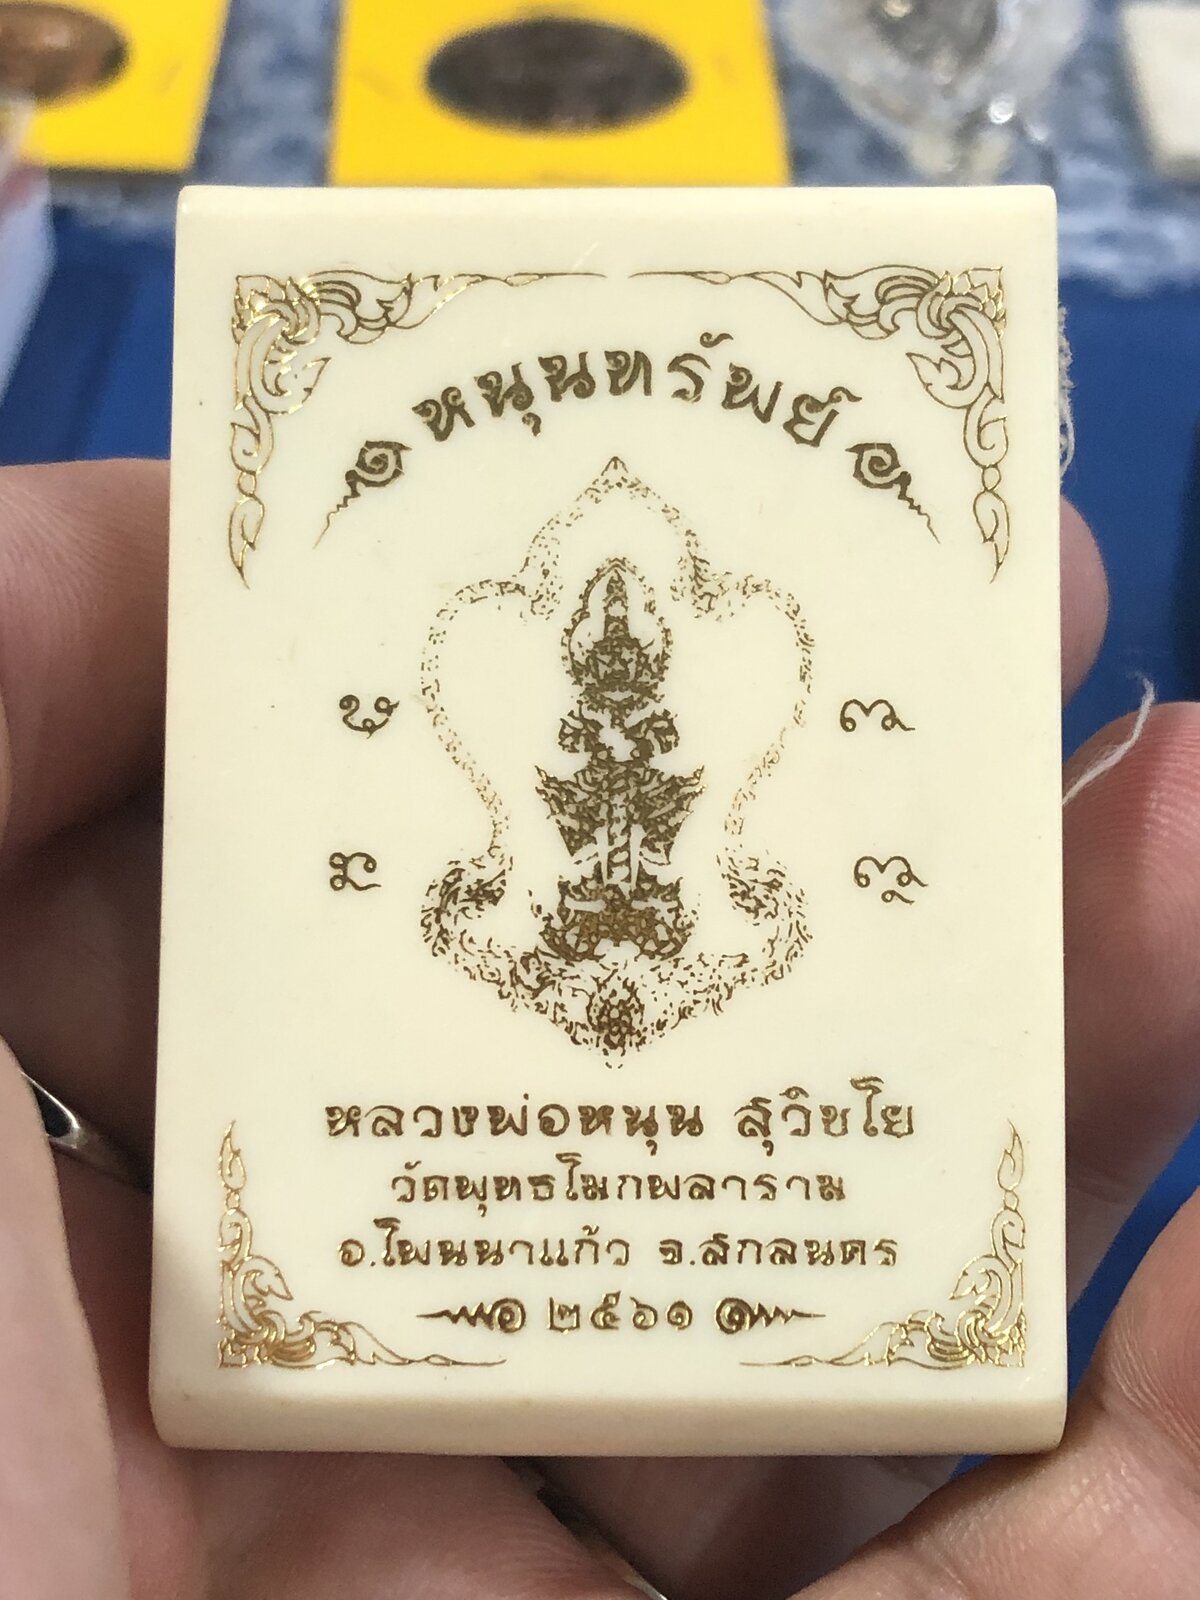 หนุนทรัพย์
หลวงพ่อหนุน สุวิชโย
วัดพุทธโมกพลาราม
อ.โพนนาแก้ว จ.สกลนคร
๒๕๖๑